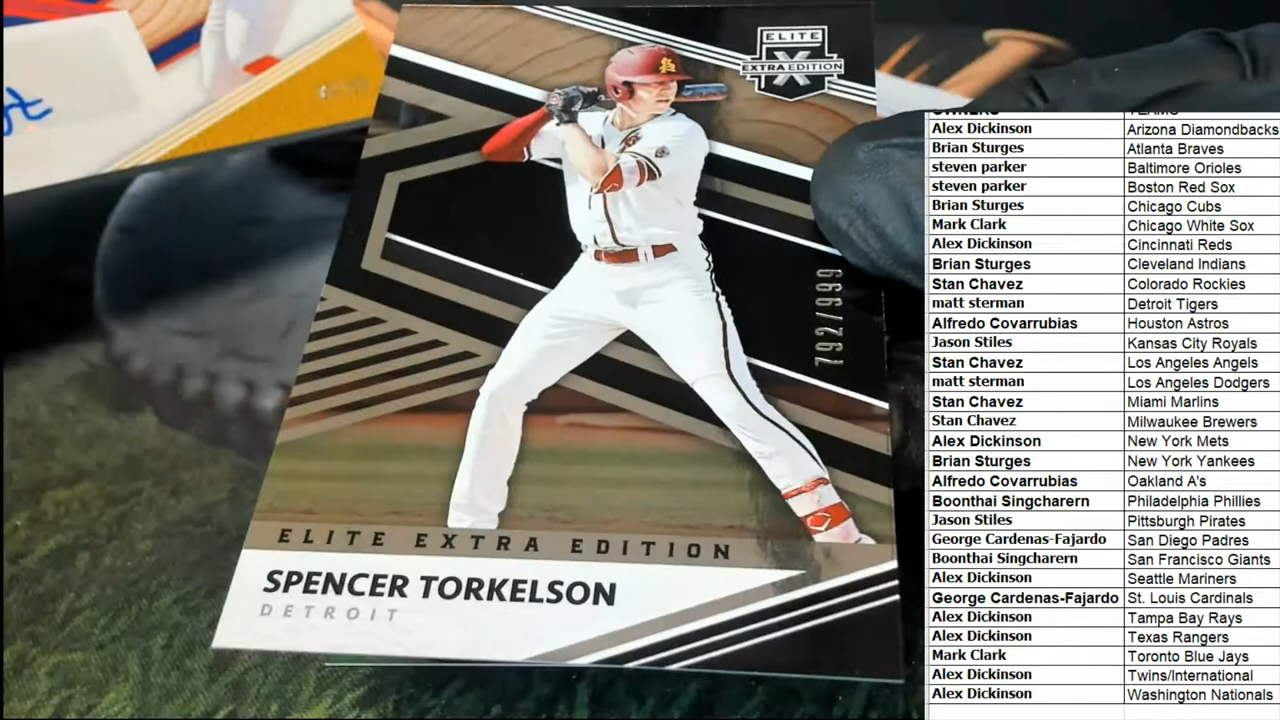 ELITE
EXTRA EDITION
X
792/999
ELITE EXTRA EDITION
SPENCER TORKELSON
DETROIT
OWNERS TEAMS
Alex Dickinson Arizona Diamondbacks
Brian Sturges Atlanta Braves
steven parker Baltimore Orioles
steven parker Boston Red Sox
Brian Sturges Chicago Cubs
Mark Clark Chicago White Sox
Alex Dickinson Cincinnati Reds
Brian Sturges Cleveland Indians
Stan Chavez Colorado Rockies
matt sterman Detroit Tigers
Alfredo Covarrubias Houston Astros
Jason Stiles Kansas City Royals
Stan Chavez Los Angeles Angels
matt sterman Los Angeles Dodgers
Stan Chavez Miami Marlins
Stan Chavez Milwaukee Brewers
Alex Dickinson New York Mets
Brian Sturges New York Yankees
Alfredo Covarrubias Oakland A's
Boonthai Singcharern Philadelphia Phillies
Jason Stiles Pittsburgh Pirates
George Cardenas-Fajardo San Diego Padres
Boonthai Singcharern San Francisco Giants
Alex Dickinson Seattle Mariners
George Cardenas-Fajardo St. Louis Cardinals
Alex Dickinson Tampa Bay Rays
Alex Dickinson Texas Rangers
Mark Clark Toronto Blue Jays
Alex Dickinson Twins/International
Alex Dickinson Washington Nationals